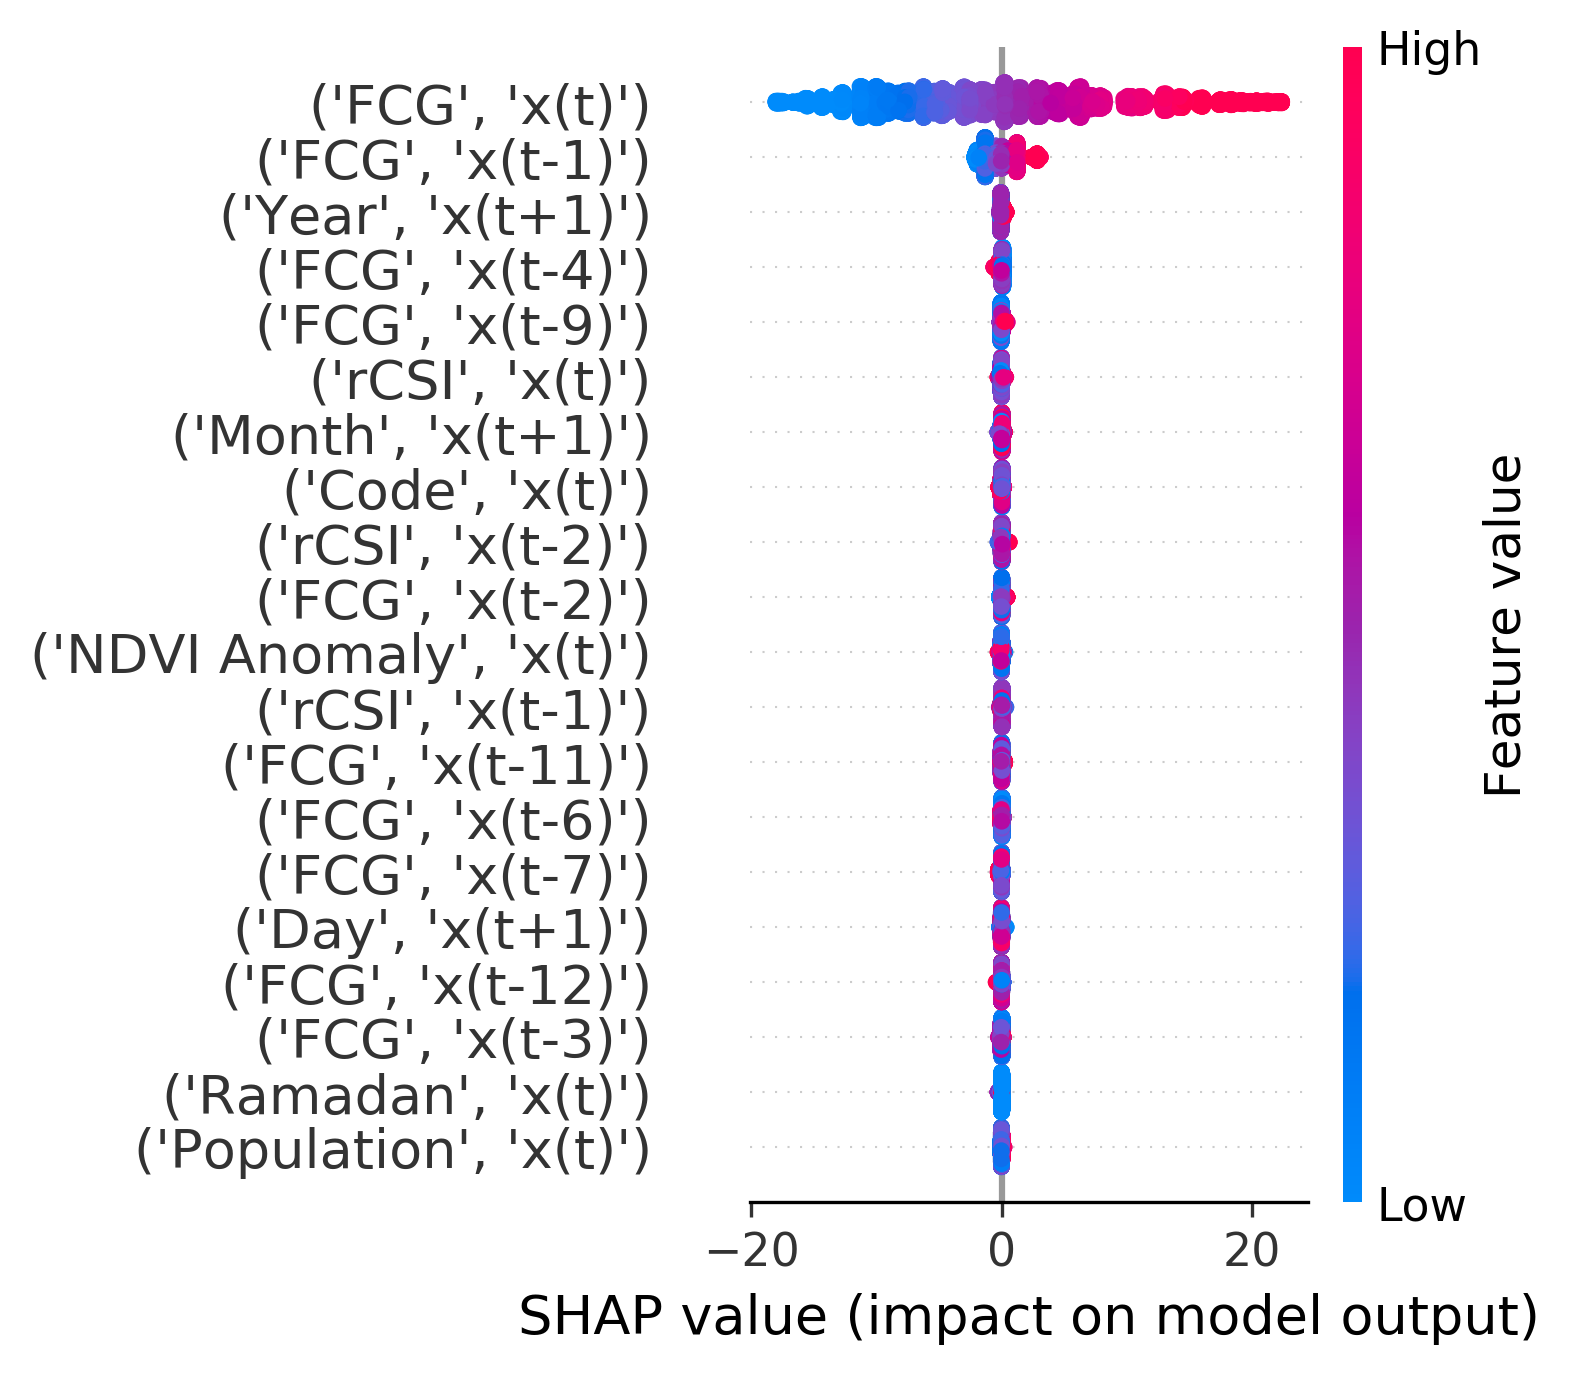 High
('FCG', 'x(t)')
('FCG', 'x(t-1)')
('Year', 'x(t+1)')
('FCG', 'x(t-4)')
('FCG', 'x(t-9)')
('rCSI', 'x(t)')
('Month', 'x(t+1)')
('Code', 'x(t)')
('rCSI', 'x(t-2)')
('FCG', 'x(t-2)')
('NDVI Anomaly', 'x(t)')
('rCSI', 'x(t-1)')
('FCG', 'x(t-11)')
('FCG', 'x(t-6)')
('FCG', 'x(t-7)')
('Day', 'x(t+1)')
('FCG', 'x(t-12)')
('FCG', 'x(t-3)')
('Ramadan', 'x(t)')
('Population', 'x(t)')
Feature value
Low
−20 0 20
SHAP value (impact on model output)